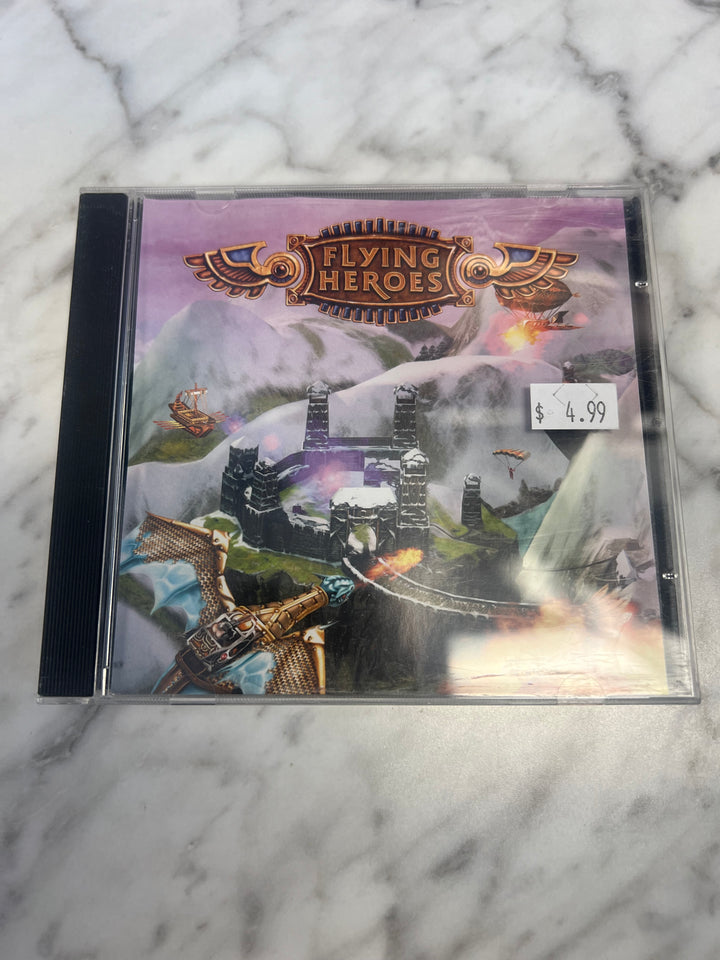 FLYING
HEROES
$ 4.99